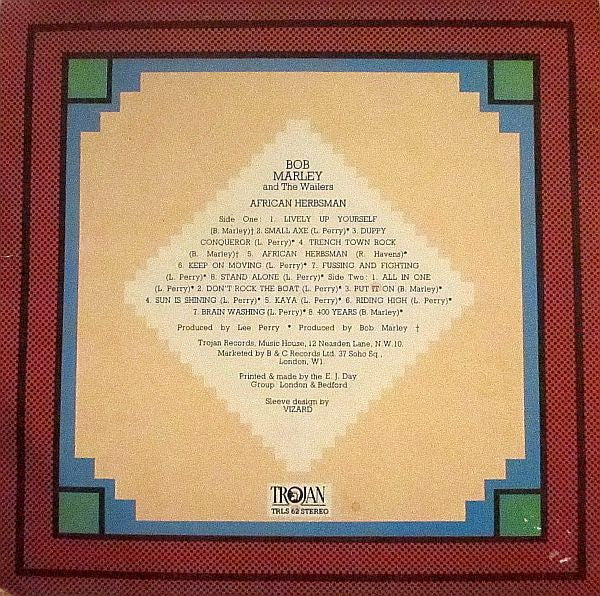 BOB
MARLEY
and The Wailers
AFRICAN HERBSMAN
Side One: 1. LIVELY UP YOURSELF
(B. Marley)† 2. SMALL AXE (L. Perry)* 3. DUPPY
CONQUEROR (L. Perry)* 4. TRENCH TOWN ROCK
(B. Marley)† 5. AFRICAN HERBSMAN (R. Havens)*
6. KEEP ON MOVING (L. Perry)* 7. FUSSING AND FIGHTING
(L. Perry)* 8. STAND ALONE (L. Perry)* Side Two: 1. ALL IN ONE
(L. Perry)* 2. DON'T ROCK THE BOAT (L. Perry)* 3. PUT IT ON (B. Marley)*
4. SUN IS SHINING (L. Perry)* 5. KAYA (L. Perry)* 6. RIDING HIGH (L. Perry)*
7. BRAIN WASHING (L. Perry)* 8. 400 YEARS (B. Marley)*
Produced by Lee Perry * Produced by Bob Marley †
Trojan Records, Music House, 12 Neasden Lane, N.W.10.
Marketed by B & C Records Ltd. 37 Soho Sq.,
London, W1
Printed & made by the E. J. Day
Group. London & Bedford
Sleeve design by
VIZARD
TROJAN
TRLS 62 STEREO